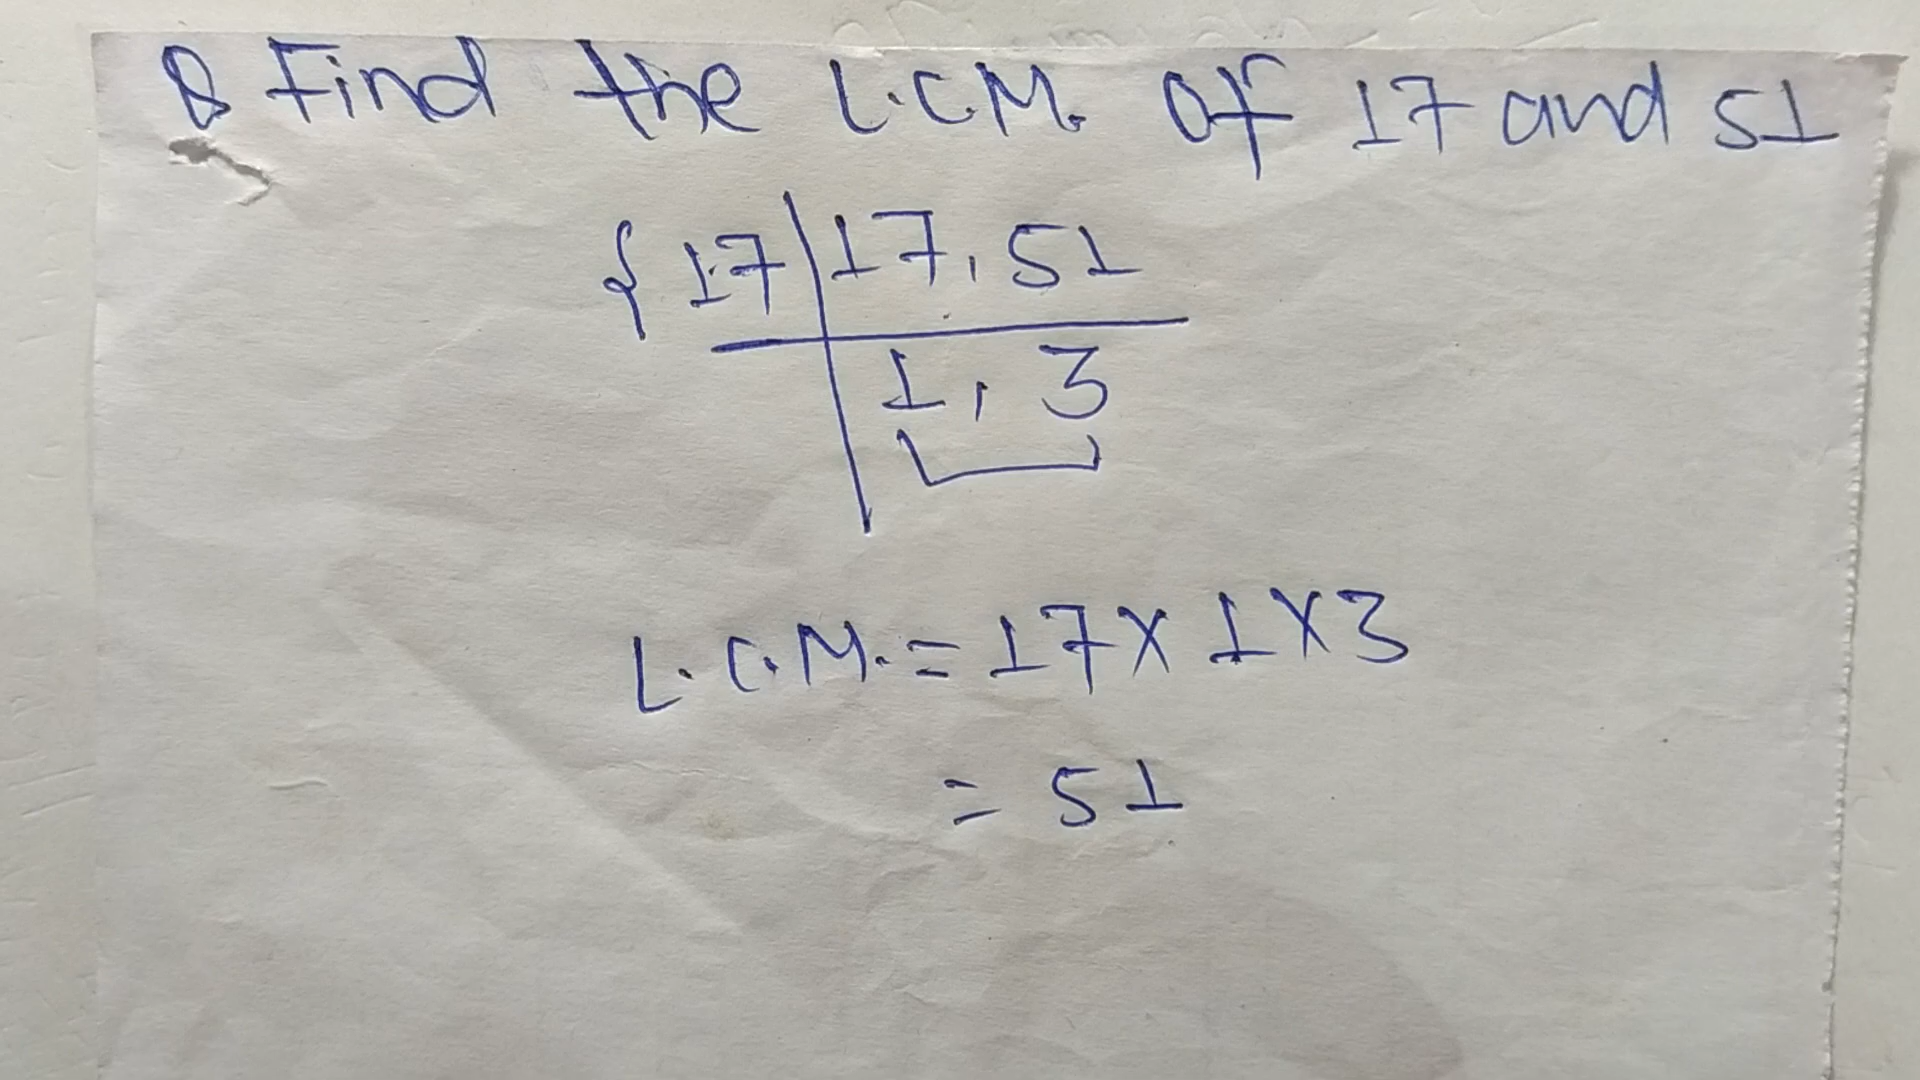 Q Find the L.C.M. of 17 and 51
{ 17 | 17, 51
1, 3
L.C.M. = 17 X 1 X 3
= 51